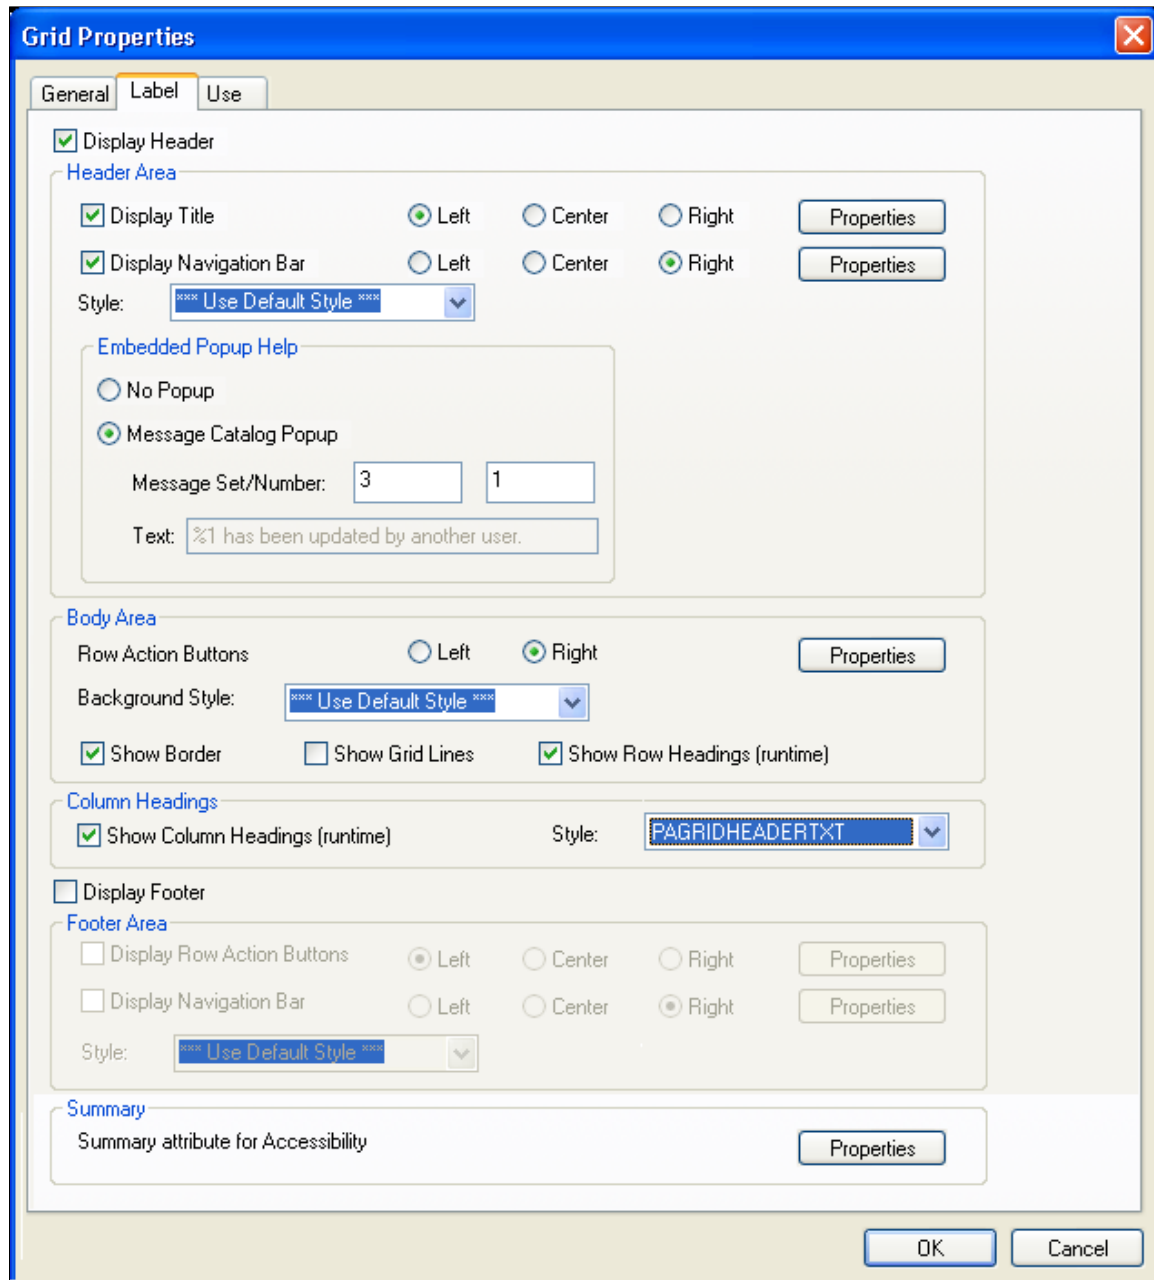 Grid Properties
General Label Use
Display Header
Header Area
Display Title Left Center Right Properties
Display Navigation Bar Left Center Right Properties
Style: *** Use Default Style ***
Embedded Popup Help
No Popup
Message Catalog Popup
Message Set/Number: 3 1
Text: %1 has been updated by another user.
Body Area
Row Action Buttons Left Right Properties
Background Style: *** Use Default Style ***
Show Border Show Grid Lines Show Row Headings (runtime)
Column Headings
Show Column Headings (runtime) Style: PAGRIDHEADERTXT
Display Footer
Footer Area
Display Row Action Buttons Left Center Right Properties
Display Navigation Bar Left Center Right Properties
Style: *** Use Default Style ***
Summary
Summary attribute for Accessibility Properties
OK Cancel